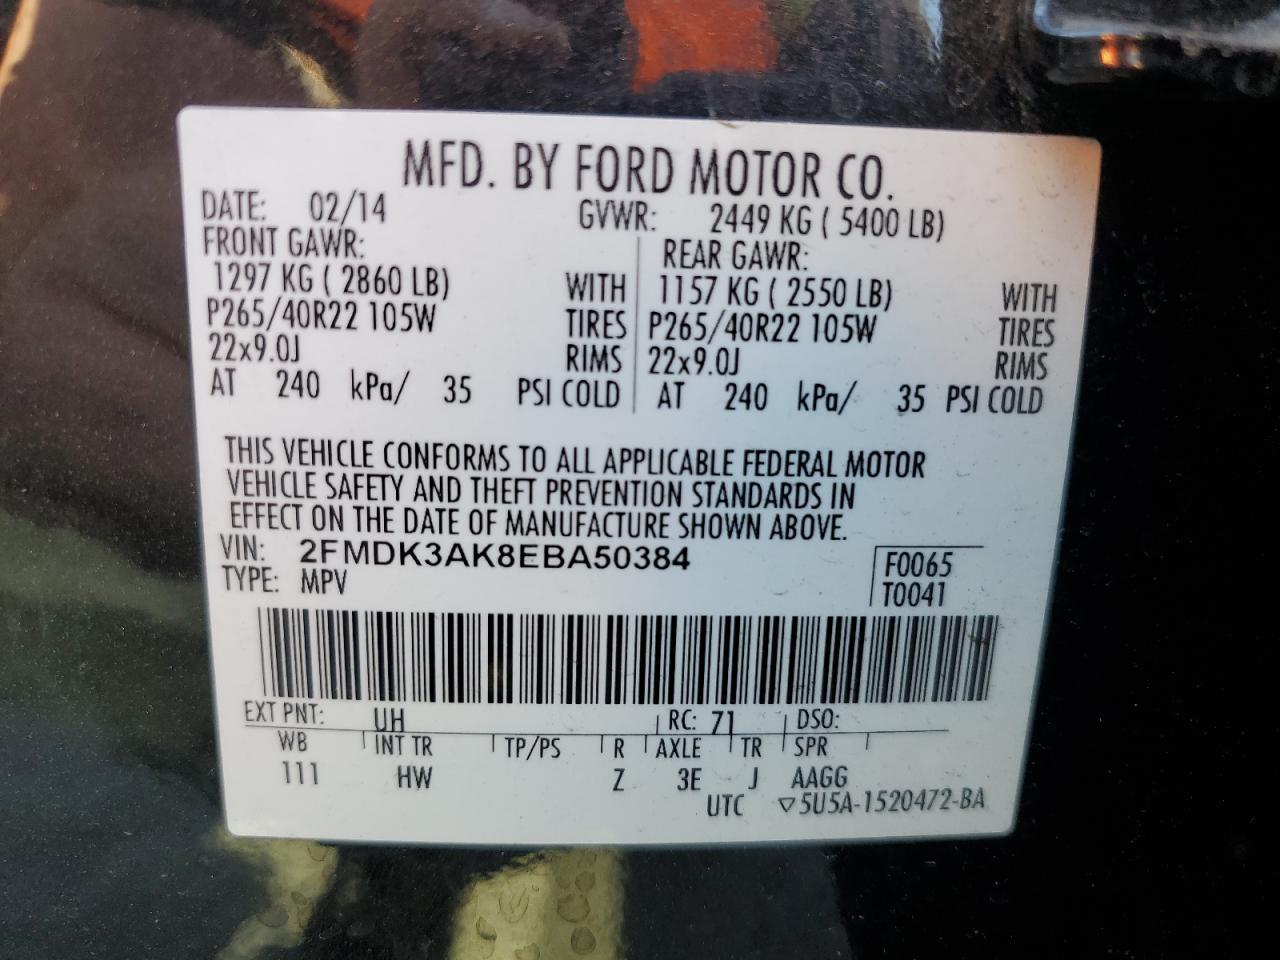 MFD. BY FORD MOTOR CO.
DATE: 02/14 GVWR: 2449 KG ( 5400 LB)
FRONT GAWR: REAR GAWR:
1297 KG ( 2860 LB) WITH 1157 KG ( 2550 LB) WITH
P265/40R22 105W TIRES P265/40R22 105W TIRES
22x9.0J RIMS 22x9.0J RIMS
AT 240 kPa/ 35 PSI COLD AT 240 kPa/ 35 PSI COLD
THIS VEHICLE CONFORMS TO ALL APPLICABLE FEDERAL MOTOR
VEHICLE SAFETY AND THEFT PREVENTION STANDARDS IN
EFFECT ON THE DATE OF MANUFACTURE SHOWN ABOVE.
VIN: 2FMDK3AK8EBA50384 F0065
TYPE: MPV T0041
EXT PNT: UH RC: 71 DSO:
WB INT TR TP/PS R AXLE TR SPR
111 HW Z 3E J AAGG
UTC ▽5U5A-1520472-BA